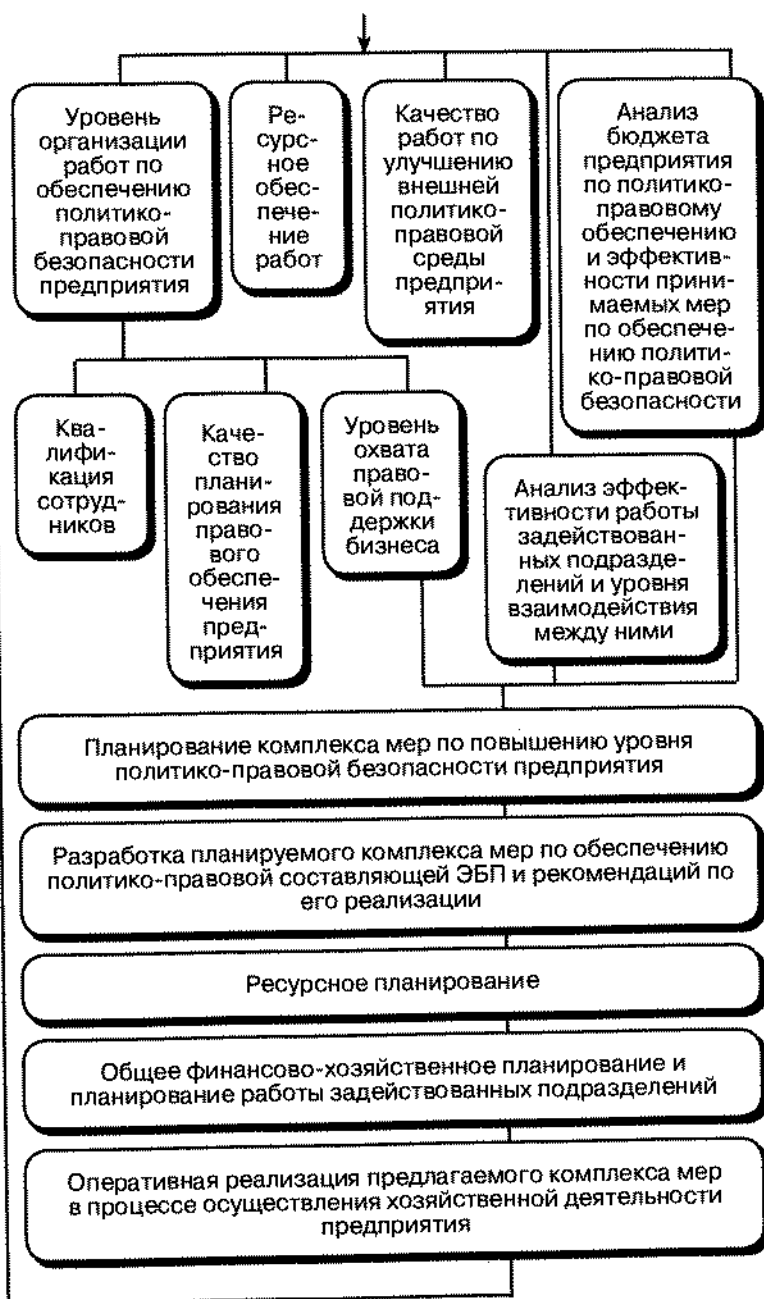 Уровень
организации
работ по
обеспечению
политико-
правовой
безопасности
предприятия
Ре-
сурс-
ное
обес-
пече-
ние
работ
Качество
работ по
улучшению
внешней
политико-
правовой
среды
предпри-
ятия
Анализ
бюджета
предприятия
по политико-
правовому
обеспечению
и эффектив-
ности прини-
маемых мер
по обеспече-
нию полити-
ко-правовой
безопасности
Ква-
лифи-
кация
сотруд-
ников
Каче-
ство
плани-
рования
право-
вого
обеспе-
чения
пред-
приятия
Уровень
охвата
право-
вой под-
держки
бизнеса
Анализ эффек-
тивности работы
задействован-
ных подразде-
лений и уровня
взаимодействия
между ними
Планирование комплекса мер по повышению уровня
политико-правовой безопасности предприятия
Разработка планируемого комплекса мер по обеспечению
политико-правовой составляющей ЭБП и рекомендаций по
его реализации
Ресурсное планирование
Общее финансово-хозяйственное планирование и
планирование работы задействованных подразделений
Оперативная реализация предлагаемого комплекса мер
в процессе осуществления хозяйственной деятельности
предприятия